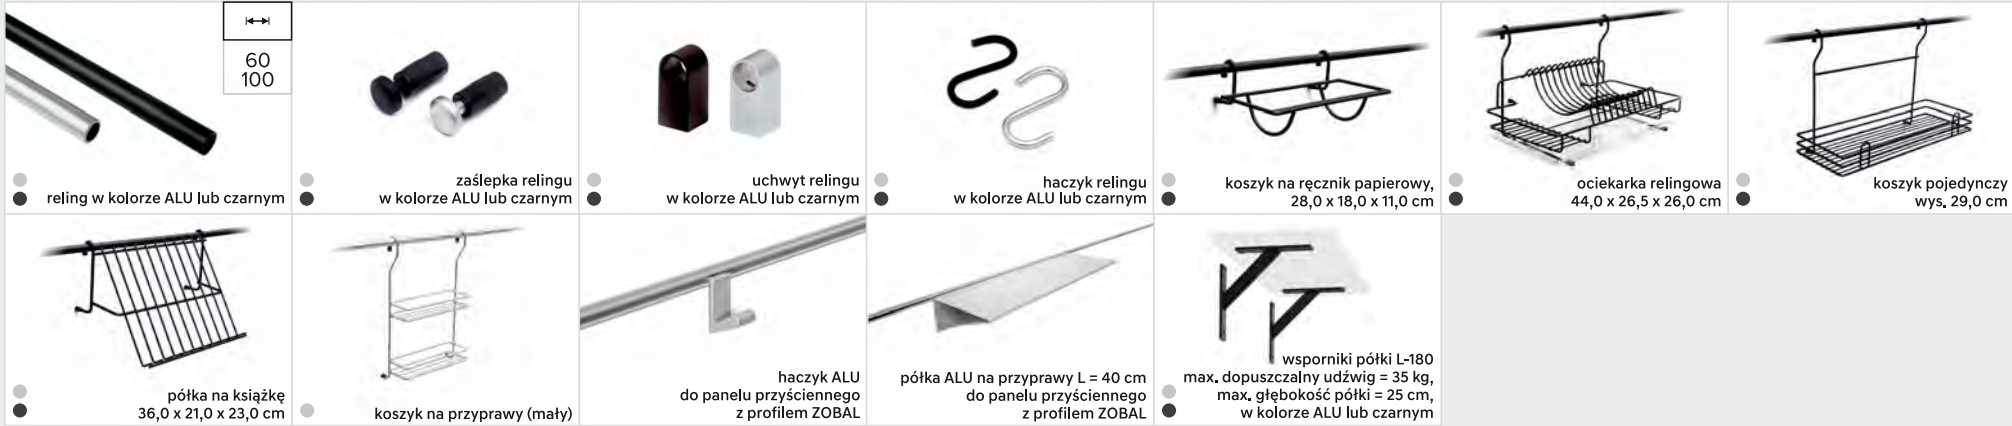 60
100
reling w kolorze ALU lub czarnym
zaślepka relingu
w kolorze ALU lub czarnym
uchwyt relingu
w kolorze ALU lub czarnym
haczyk relingu
w kolorze ALU lub czarnym
koszyk na ręcznik papierowy,
28,0 x 18,0 x 11,0 cm
ociekarka relingowa
44,0 x 26,5 x 26,0 cm
koszyk pojedynczy
wys. 29,0 cm
półka na książkę
36,0 x 21,0 x 23,0 cm
koszyk na przyprawy (mały)
haczyk ALU
do panelu przyściennego
z profilem ZOBAL
półka ALU na przyprawy L = 40 cm
do panelu przyściennego
z profilem ZOBAL
wsporniki półki L-180
max. dopuszczalny udźwig = 35 kg,
max. głębokość półki = 25 cm,
w kolorze ALU lub czarnym